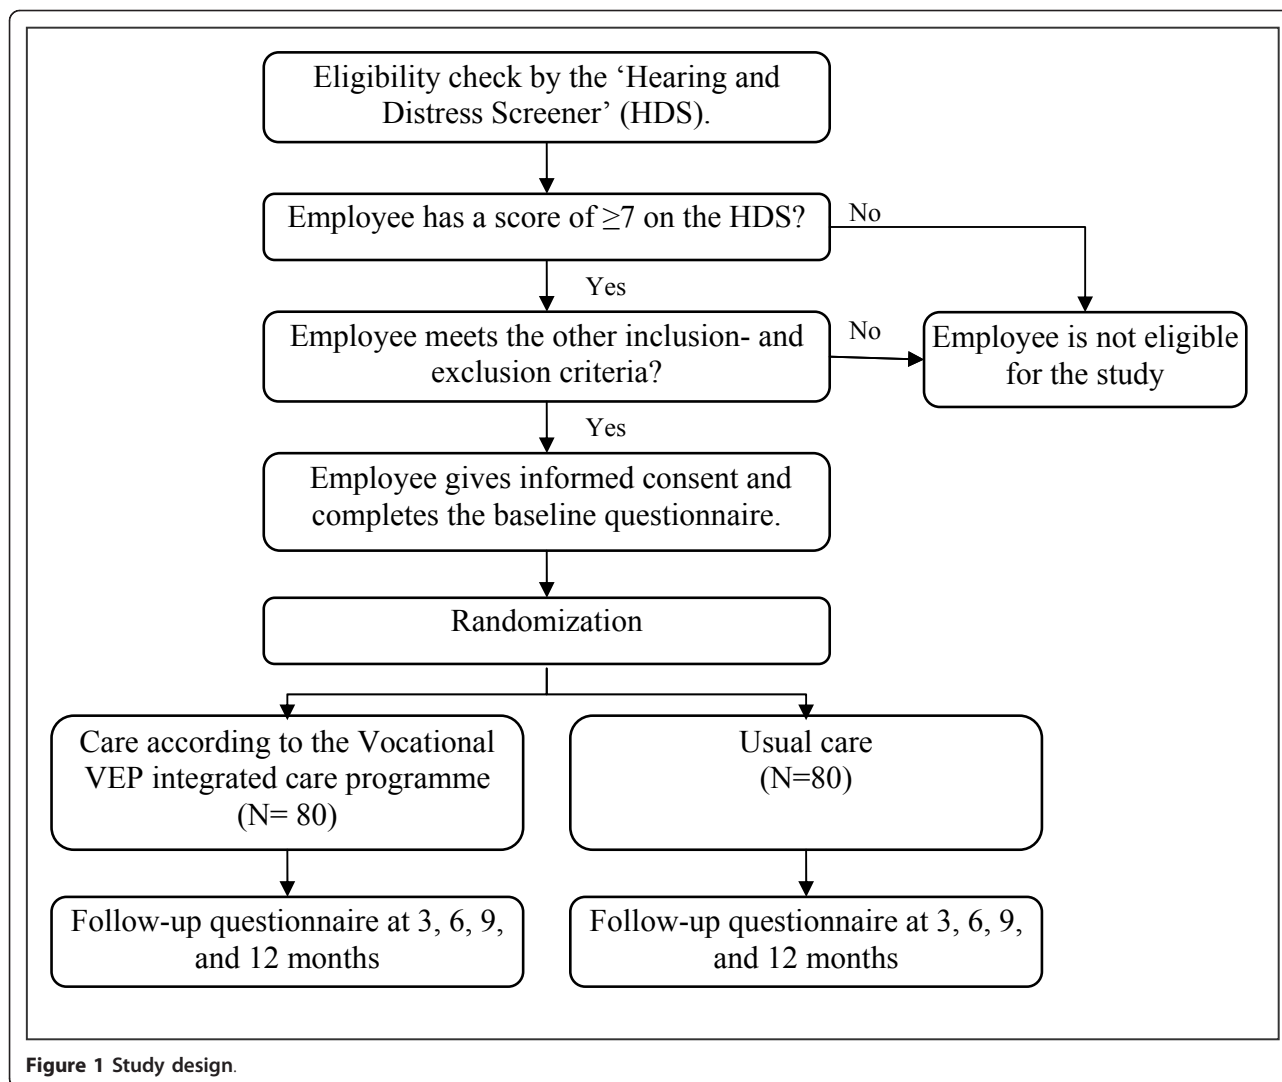 Eligibility check by the ‘Hearing and
Distress Screener’ (HDS).
Employee has a score of ≥7 on the HDS?
No
Yes
Employee meets the other inclusion- and
exclusion criteria?
No
Employee is not eligible
for the study
Yes
Employee gives informed consent and
completes the baseline questionnaire.
Randomization
Care according to the Vocational
VEP integrated care programme
(N= 80)
Usual care
(N=80)
Follow-up questionnaire at 3, 6, 9,
and 12 months
Follow-up questionnaire at 3, 6, 9,
and 12 months
Figure 1 Study design.